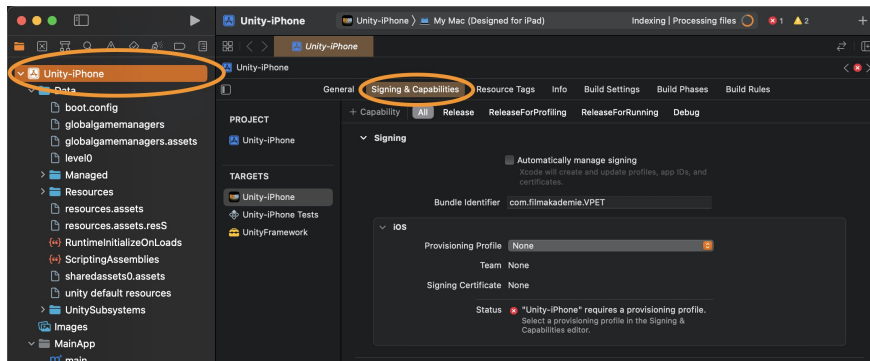 Unity-iPhone
Unity-iPhone 〉 My Mac (Designed for iPad)
Indexing | Processing files
1
2
Unity-iPhone
Unity-iPhone
Unity-iPhone
Data
boot.config
globalgamemanagers
globalgamemanagers.assets
level0
Managed
Resources
resources.assets
resources.assets.resS
RuntimeInitializeOnLoads
ScriptingAssemblies
sharedassets0.assets
unity default resources
UnitySubsystems
Images
MainApp
main
General
Signing & Capabilities
Resource Tags
Info
Build Settings
Build Phases
Build Rules
PROJECT
Unity-iPhone
TARGETS
Unity-iPhone
Unity-iPhone Tests
UnityFramework
+ Capability
All
Release
ReleaseForProfiling
ReleaseForRunning
Debug
Signing
Automatically manage signing
Xcode will create and update profiles, app IDs, and
certificates.
Bundle Identifier com.filmakademie.VPET
iOS
Provisioning Profile None
Team None
Signing Certificate None
Status "Unity-iPhone" requires a provisioning profile.
Select a provisioning profile in the Signing &
Capabilities editor.